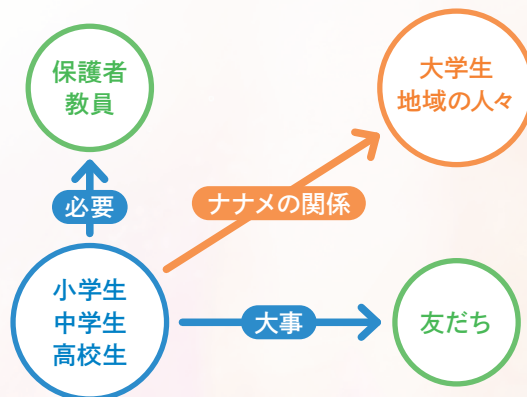 保護者
教員
大学生
地域の人々
必要
ナナメの関係
小学生
中学生
高校生
大事
友だち